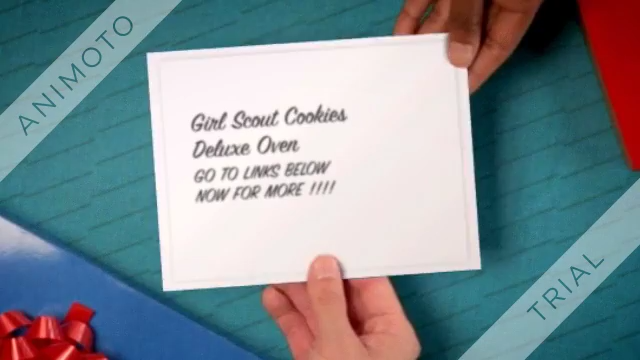 ANIMOTO
Girl Scout Cookies
Deluxe Oven
GO TO LINKS BELOW
NOW FOR MORE !!!!
TRIAL